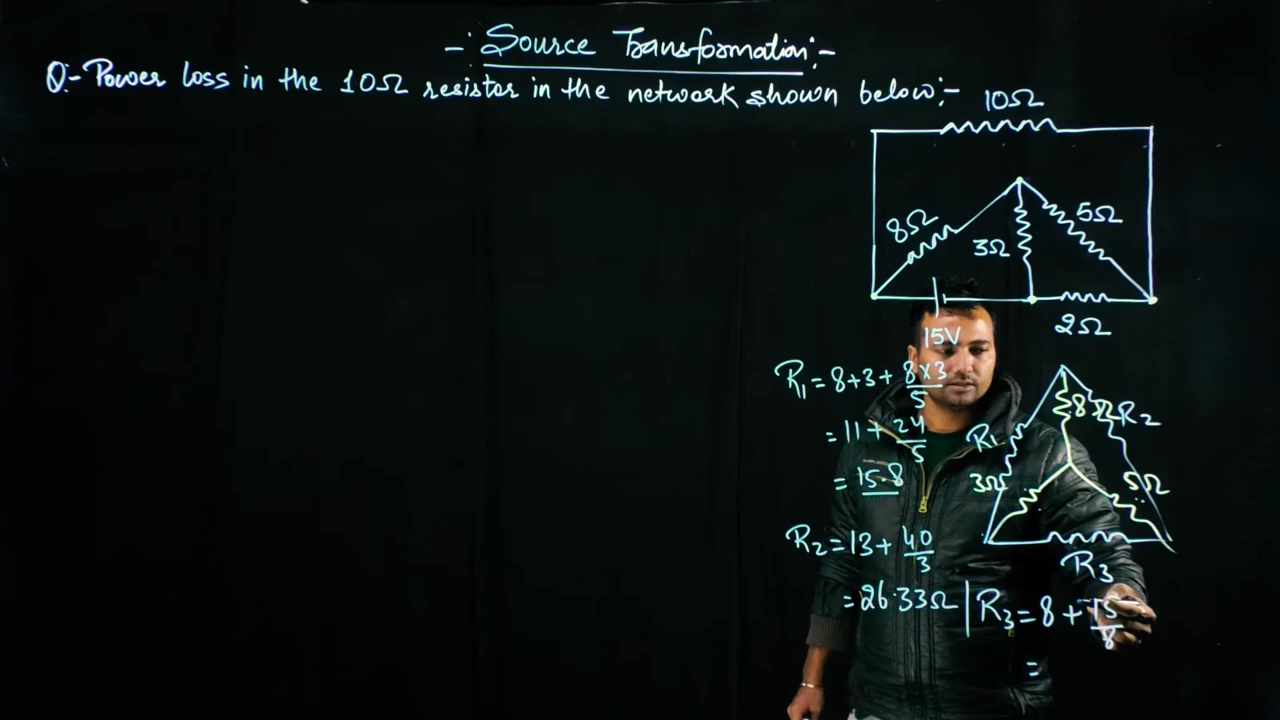 -: Source Transformation:-
Q:- Power loss in the 10Ω resistor in the network shown below:-
10Ω
8Ω
3Ω
5Ω
15V
2Ω
R1 = 8+3+ 8×3/5
= 11 + 24/5
= 15.8
R2 = 13 + 40/3
= 26.33Ω
R1
8Ω
R2
3Ω
5Ω
R3
R3 = 8 + 15/8
=